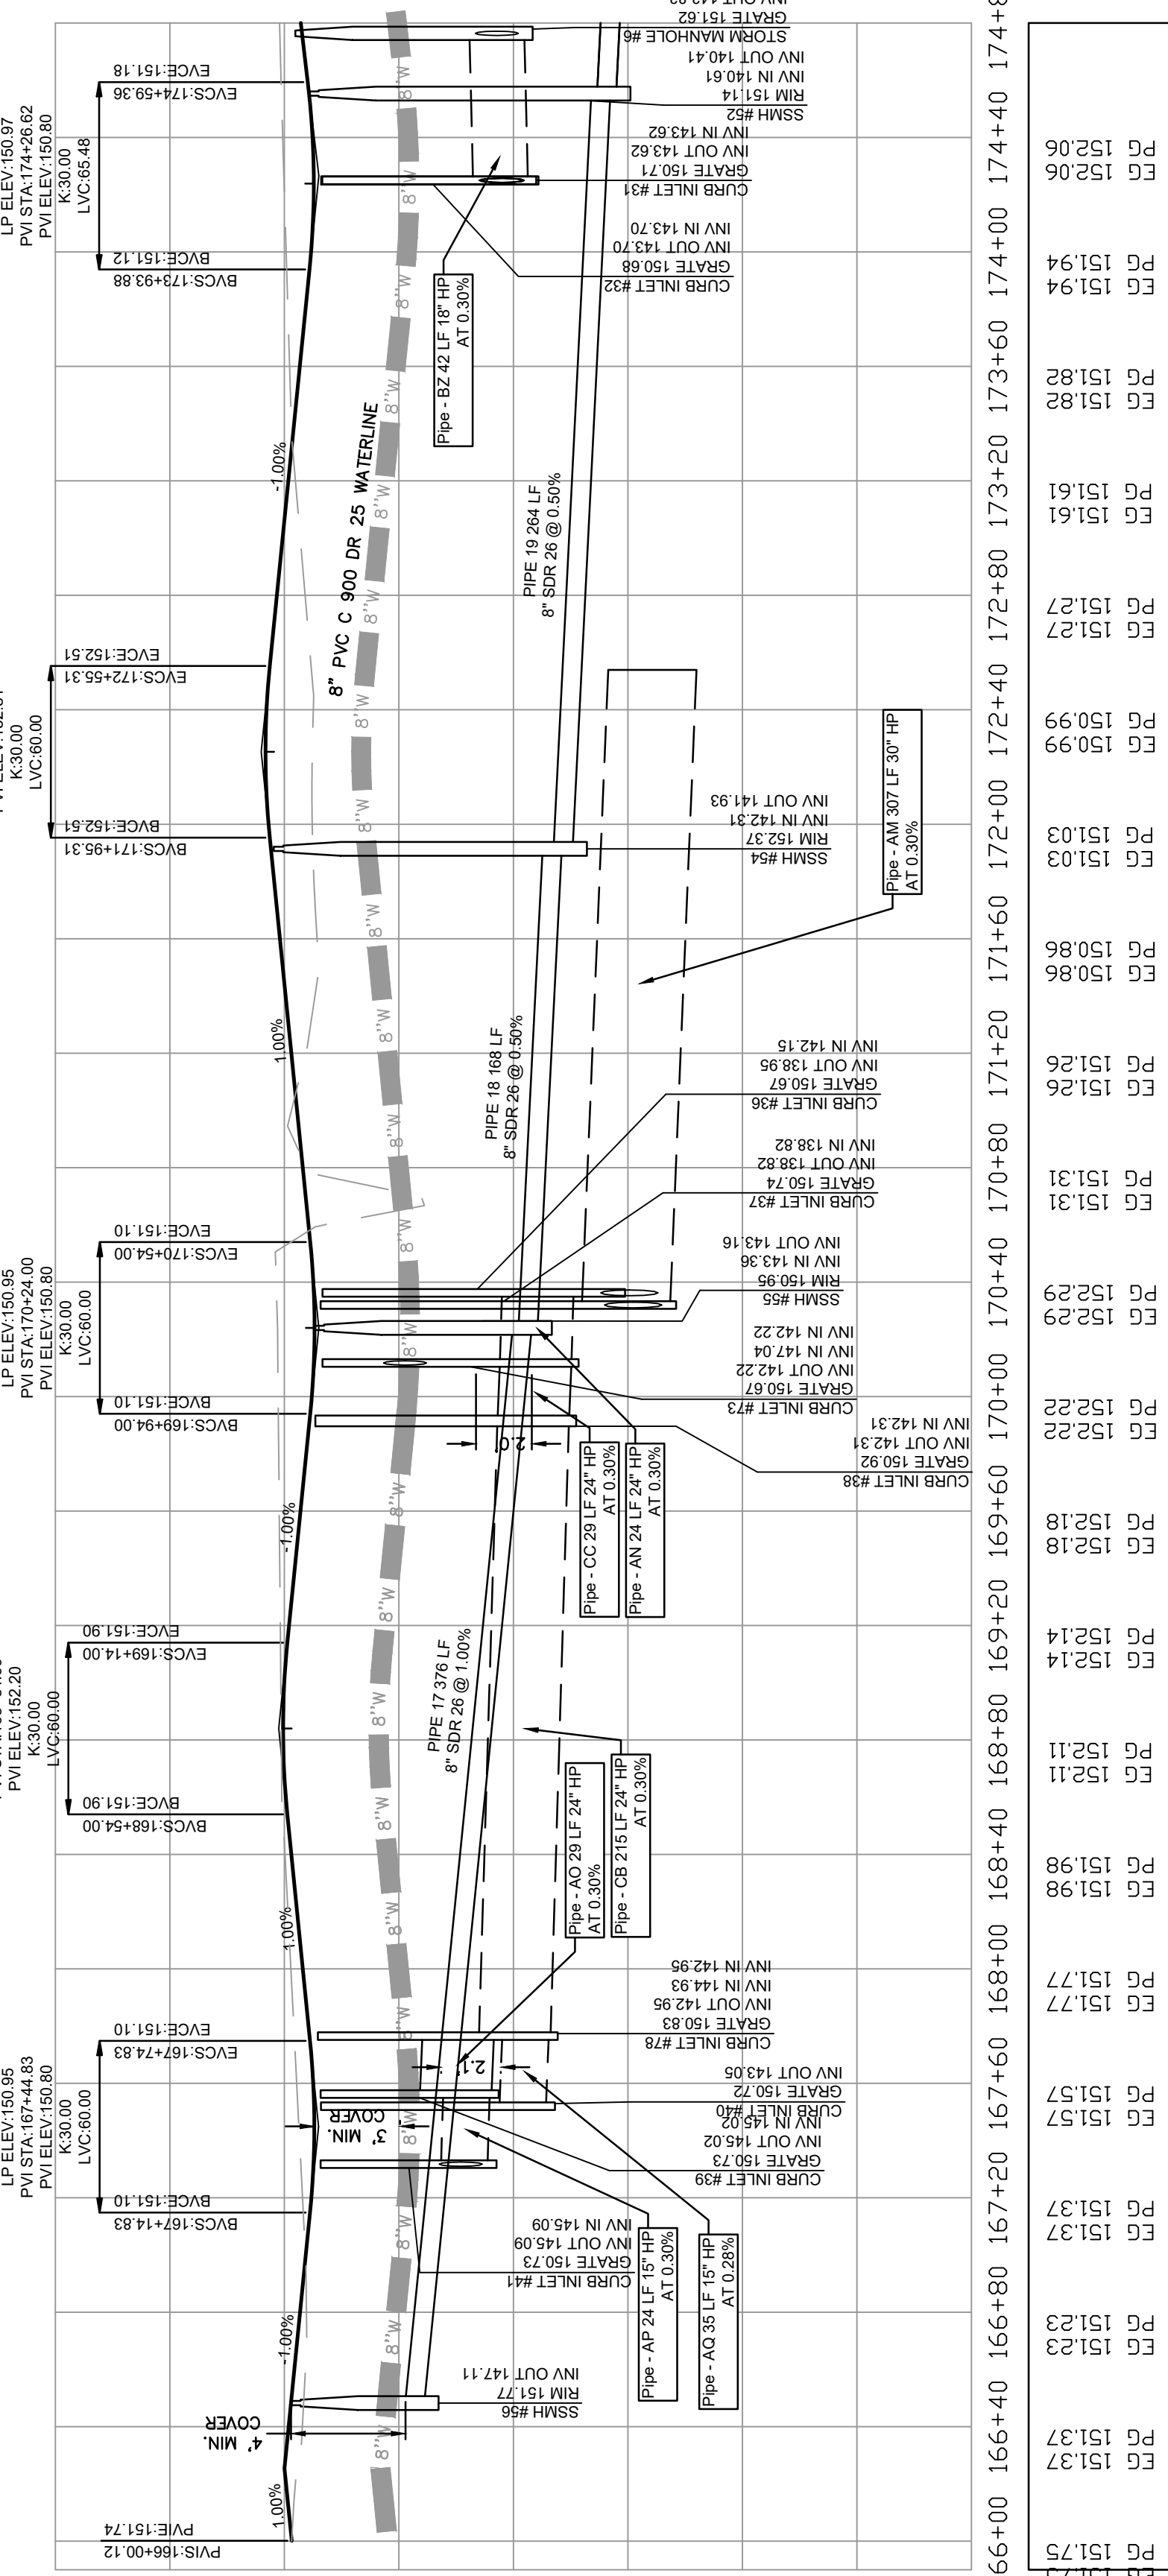 LP ELEV:150.97
PVI STA:174+26.62
PVI ELEV:150.80
K:30.00
LVC:65.48
EVCE:151.18
EVCS:174+59.36
BVCE:151.12
BVCS:173+93.88
-1.00%
GRATE 151.62
STORM MANHOLE #6
INV OUT 140.41
INV IN 140.61
RIM 151.14
SSMH #52
INV IN 143.62
INV OUT 143.62
GRATE 150.71
CURB INLET #31
INV IN 143.70
INV OUT 143.70
GRATE 150.68
CURB INLET #32
Pipe - BZ 42 LF 18" HP
AT 0.30%
8" PVC C 900 DR 25 WATERLINE
8"W
PIPE 19 264 LF
8" SDR 26 @ 0.50%
K:30.00
LVC:60.00
EVCE:152.51
EVCS:172+55.31
BVCE:152.51
BVCS:171+95.31
1.00%
INV OUT 141.93
INV IN 142.31
RIM 152.37
SSMH #54
Pipe - AM 307 LF 30" HP
AT 0.30%
PIPE 18 168 LF
8" SDR 26 @ 0.50%
INV IN 142.15
INV OUT 138.95
GRATE 150.67
CURB INLET #36
INV IN 138.82
INV OUT 138.82
GRATE 150.74
CURB INLET #37
INV OUT 143.16
INV IN 143.36
RIM 150.95
SSMH #55
INV IN 142.22
INV IN 147.04
INV OUT 142.22
GRATE 150.67
CURB INLET #73
INV IN 142.31
INV OUT 142.31
GRATE 150.92
CURB INLET #38
LP ELEV:150.95
PVI STA:170+24.00
PVI ELEV:150.80
K:30.00
LVC:60.00
EVCE:151.10
EVCS:170+54.00
BVCE:151.10
BVCS:169+94.00
2.0'
Pipe - CC 29 LF 24" HP
AT 0.30%
Pipe - AN 24 LF 24" HP
AT 0.30%
-1.00%
PIPE 17 376 LF
8" SDR 26 @ 1.00%
PVI ELEV:152.20
K:30.00
LVC:60.00
EVCE:151.90
EVCS:169+14.00
BVCE:151.90
BVCS:168+54.00
1.00%
Pipe - AO 29 LF 24" HP
AT 0.30%
Pipe - CB 215 LF 24" HP
AT 0.30%
INV IN 142.95
INV IN 144.93
INV OUT 142.95
GRATE 150.83
CURB INLET #78
INV OUT 143.05
GRATE 150.72
CURB INLET #40
INV IN 145.02
INV OUT 145.02
GRATE 150.73
CURB INLET #39
INV IN 145.09
INV OUT 145.09
GRATE 150.73
CURB INLET #41
LP ELEV:150.95
PVI STA:167+44.83
PVI ELEV:150.80
K:30.00
LVC:60.00
EVCE:151.10
EVCS:167+74.83
BVCE:151.10
BVCS:167+14.83
2.1'
3' MIN.
COVER
Pipe - AP 24 LF 15" HP
AT 0.30%
Pipe - AQ 35 LF 15" HP
AT 0.28%
-1.00%
INV OUT 147.11
RIM 151.77
SSMH #56
4' MIN.
COVER
1.00%
PVIE:151.74
PVIS:166+00.12
174+40
174+00
173+60
173+20
172+80
172+40
172+00
171+60
171+20
170+80
170+40
170+00
169+60
169+20
168+80
168+40
168+00
167+60
167+20
166+80
166+40
PG 152.06
EG 152.06
PG 151.94
EG 151.94
PG 151.82
EG 151.82
PG 151.61
EG 151.61
PG 151.27
EG 151.27
PG 150.99
EG 150.99
PG 151.03
EG 151.03
PG 150.86
EG 150.86
PG 151.26
EG 151.26
PG 151.31
EG 151.31
PG 152.29
EG 152.29
PG 152.22
EG 152.22
PG 152.18
EG 152.18
PG 152.14
EG 152.14
PG 152.11
EG 152.11
PG 151.98
EG 151.98
PG 151.77
EG 151.77
PG 151.57
EG 151.57
PG 151.37
EG 151.37
PG 151.23
EG 151.23
PG 151.37
EG 151.37
PG 151.75